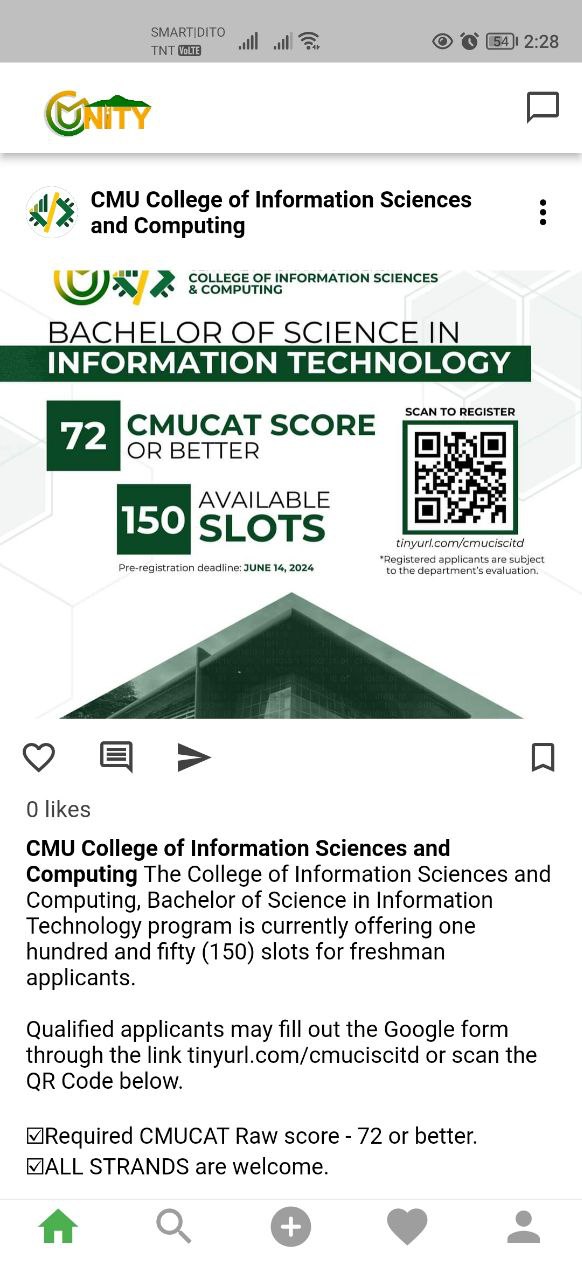 SMART|DITO
TNT VoLTE
54 2:28
CMUNITY
CMU College of Information Sciences
and Computing
COLLEGE OF INFORMATION SCIENCES
& COMPUTING
BACHELOR OF SCIENCE IN
INFORMATION TECHNOLOGY
72 CMUCAT SCORE
OR BETTER
SCAN TO REGISTER
150 AVAILABLE
SLOTS
tinyurl.com/cmuciscitd
Pre-registration deadline: JUNE 14, 2024
*Registered applicants are subject
to the department's evaluation.
0 likes
CMU College of Information Sciences and
Computing The College of Information Sciences and
Computing, Bachelor of Science in Information
Technology program is currently offering one
hundred and fifty (150) slots for freshman
applicants.
Qualified applicants may fill out the Google form
through the link tinyurl.com/cmuciscitd or scan the
QR Code below.
☑Required CMUCAT Raw score - 72 or better.
☑ALL STRANDS are welcome.